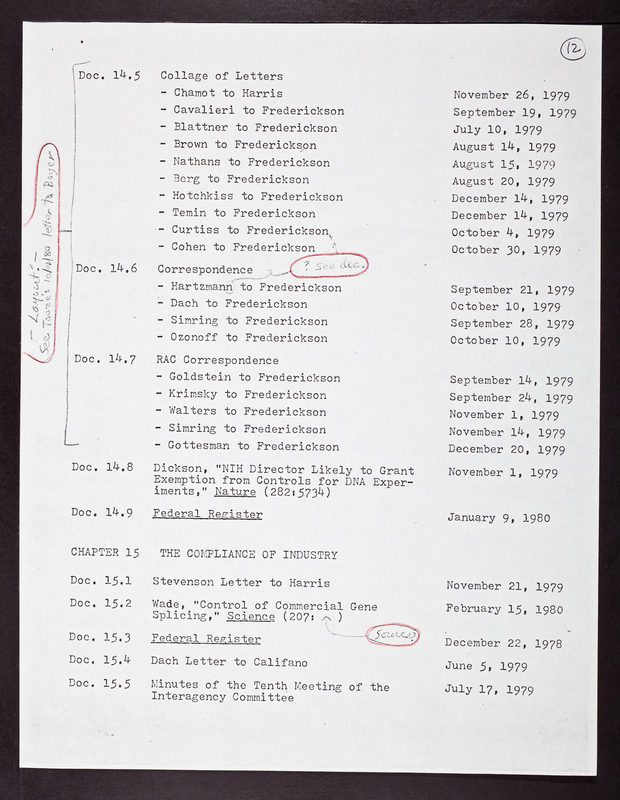 12
Doc. 14.5 Collage of Letters
- Chamot to Harris November 26, 1979
- Cavalieri to Frederickson September 19, 1979
- Blattner to Frederickson July 10, 1979
- Brown to Frederickson August 14, 1979
- Nathans to Frederickson August 15, 1979
- Berg to Frederickson August 20, 1979
- Hotchkiss to Frederickson December 14, 1979
- Temin to Frederickson December 14, 1979
- Curtiss to Frederickson October 4, 1979
- Cohen to Frederickson October 30, 1979
Doc. 14.6 Correspondence ? see doc.
- Hartzmann to Frederickson September 21, 1979
- Dach to Frederickson October 10, 1979
- Simring to Frederickson September 28, 1979
- Ozonoff to Frederickson October 10, 1979
Doc. 14.7 RAC Correspondence
- Goldstein to Frederickson September 14, 1979
- Krimsky to Frederickson September 24, 1979
- Walters to Frederickson November 1, 1979
- Simring to Frederickson November 14, 1979
- Gottesman to Frederickson December 20, 1979
- Layout -
See 10/4/80 letter to Boyer
Doc. 14.8 Dickson, "NIH Director Likely to Grant November 1, 1979
Exemption from Controls for DNA Exper-
iments," Nature (282:5734)
Doc. 14.9 Federal Register January 9, 1980
CHAPTER 15 THE COMPLIANCE OF INDUSTRY
Doc. 15.1 Stevenson Letter to Harris November 21, 1979
Doc. 15.2 Wade, "Control of Commercial Gene February 15, 1980
Splicing," Science (207: )
source?
Doc. 15.3 Federal Register December 22, 1978
Doc. 15.4 Dach Letter to Califano June 5, 1979
Doc. 15.5 Minutes of the Tenth Meeting of the July 17, 1979
Interagency Committee